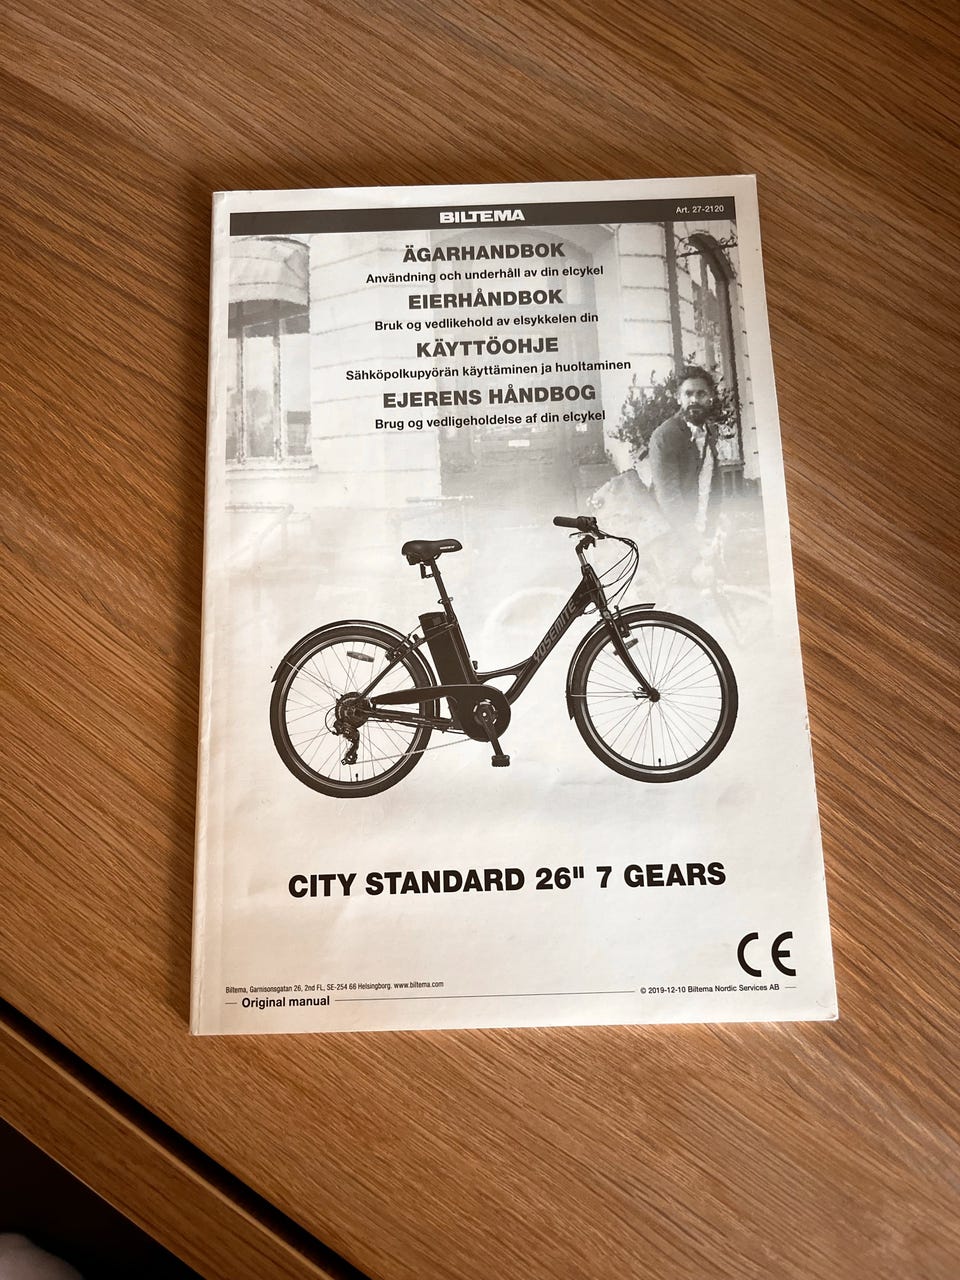 BILTEMA
Art. 27-2120
ÄGARHANDBOK
Användning och underhåll av din elcykel
EIERHÅNDBOK
Bruk og vedlikehold av elsykkelen din
KÄYTTÖOHJE
Sähköpolkupyörän käyttäminen ja huoltaminen
EJERENS HÅNDBOG
Brug og vedligeholdelse af din elcykel
YOSEMITE
CITY STANDARD 26" 7 GEARS
CE
Biltema, Garnisonsgatan 26, 2nd FL, SE-254 66 Helsingborg. www.biltema.com
Original manual
© 2019-12-10 Biltema Nordic Services AB